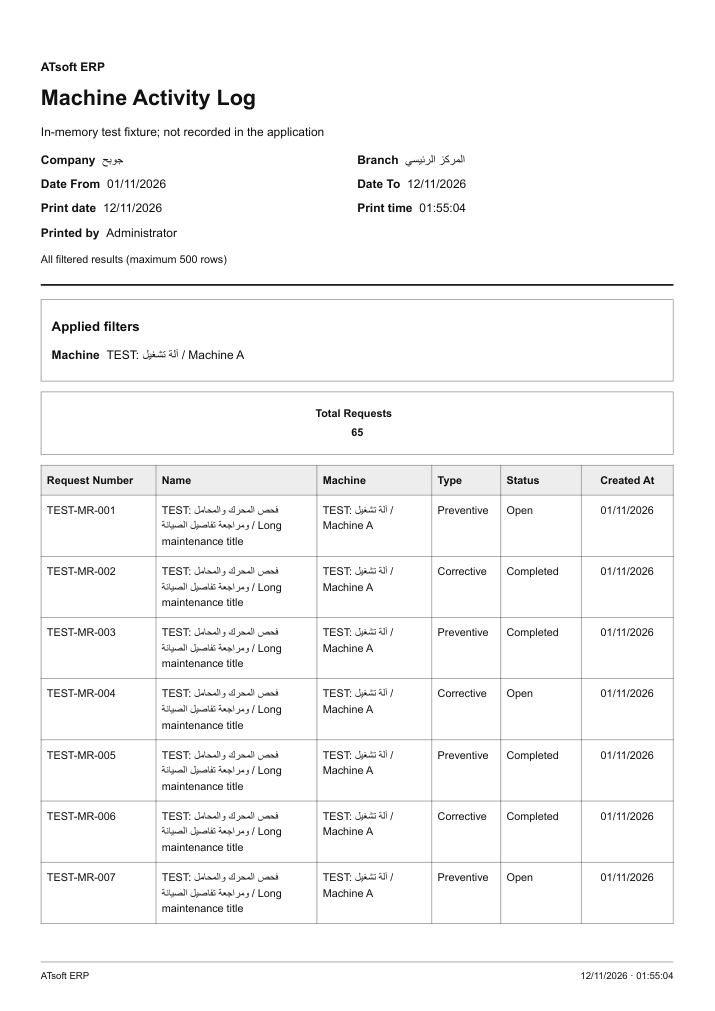 ATsoft ERP
Machine Activity Log
In-memory test fixture; not recorded in the application
Company جويح
Branch المركز الرئيسي
Date From 01/11/2026
Date To 12/11/2026
Print date 12/11/2026
Print time 01:55:04
Printed by Administrator
All filtered results (maximum 500 rows)
Applied filters
Machine TEST: آلة تشغيل / Machine A
Total Requests
65
Request Number Name Machine Type Status Created At
TEST-MR-001 TEST: فحص المحرك والمحامل TEST: آلة تشغيل / Preventive Open 01/11/2026
ومراجعة تفاصيل الصيانة / Long Machine A
maintenance title
TEST-MR-002 TEST: فحص المحرك والمحامل TEST: آلة تشغيل / Corrective Completed 01/11/2026
ومراجعة تفاصيل الصيانة / Long Machine A
maintenance title
TEST-MR-003 TEST: فحص المحرك والمحامل TEST: آلة تشغيل / Preventive Completed 01/11/2026
ومراجعة تفاصيل الصيانة / Long Machine A
maintenance title
TEST-MR-004 TEST: فحص المحرك والمحامل TEST: آلة تشغيل / Corrective Open 01/11/2026
ومراجعة تفاصيل الصيانة / Long Machine A
maintenance title
TEST-MR-005 TEST: فحص المحرك والمحامل TEST: آلة تشغيل / Preventive Completed 01/11/2026
ومراجعة تفاصيل الصيانة / Long Machine A
maintenance title
TEST-MR-006 TEST: فحص المحرك والمحامل TEST: آلة تشغيل / Corrective Completed 01/11/2026
ومراجعة تفاصيل الصيانة / Long Machine A
maintenance title
TEST-MR-007 TEST: فحص المحرك والمحامل TEST: آلة تشغيل / Preventive Open 01/11/2026
ومراجعة تفاصيل الصيانة / Long Machine A
maintenance title
ATsoft ERP
12/11/2026 · 01:55:04